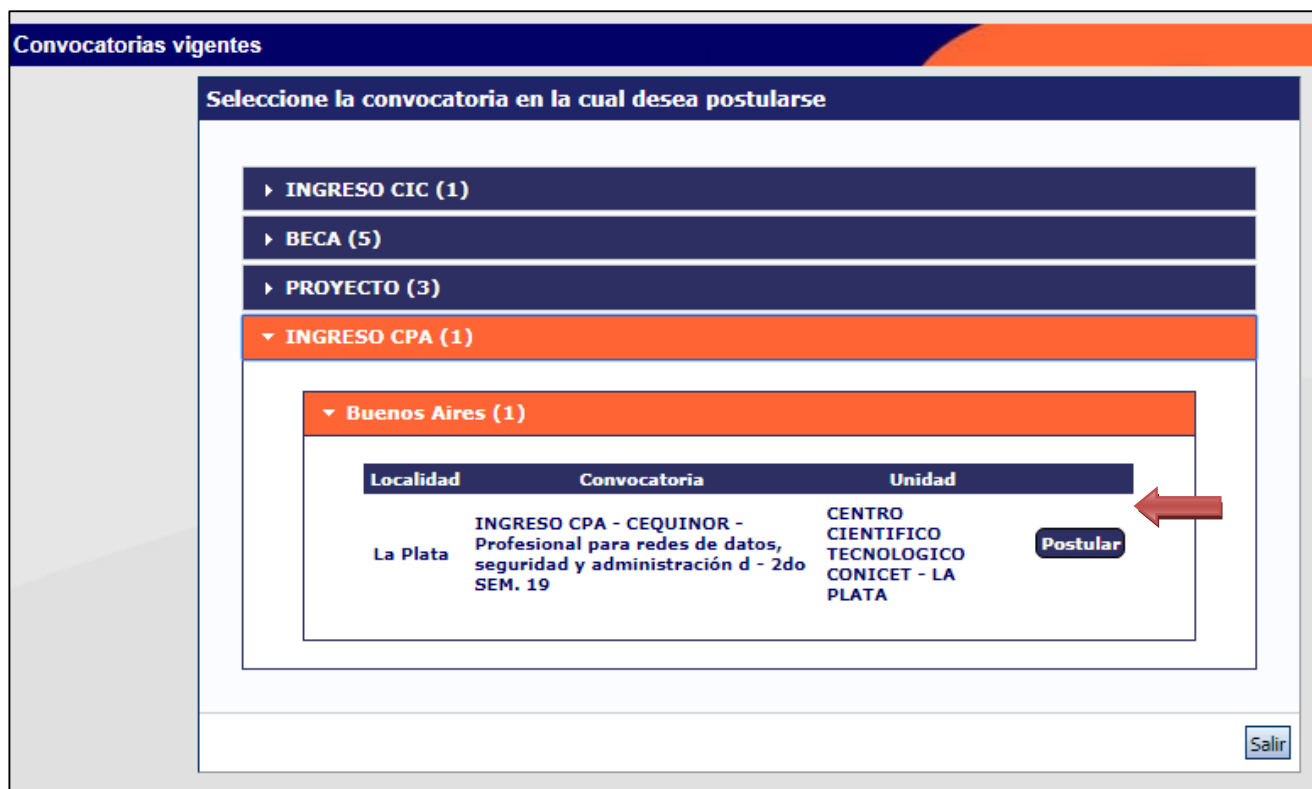 Convocatorias vigentes
Seleccione la convocatoria en la cual desea postularse
INGRESO CIC (1)
BECA (5)
PROYECTO (3)
INGRESO CPA (1)
Buenos Aires (1)
Localidad Convocatoria Unidad
La Plata
INGRESO CPA - CEQUINOR -
Profesional para redes de datos,
seguridad y administración d - 2do
SEM. 19
CENTRO
CIENTIFICO
TECNOLOGICO
CONICET - LA
PLATA
Postular
Salir